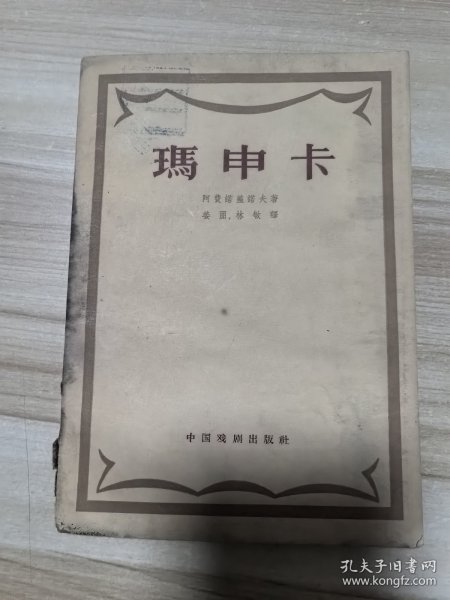 瑪申卡
阿費諾蓋諾夫著
姜丽、林敏譯
中国戏剧出版社
孔夫子旧书网
www.kongfz.com